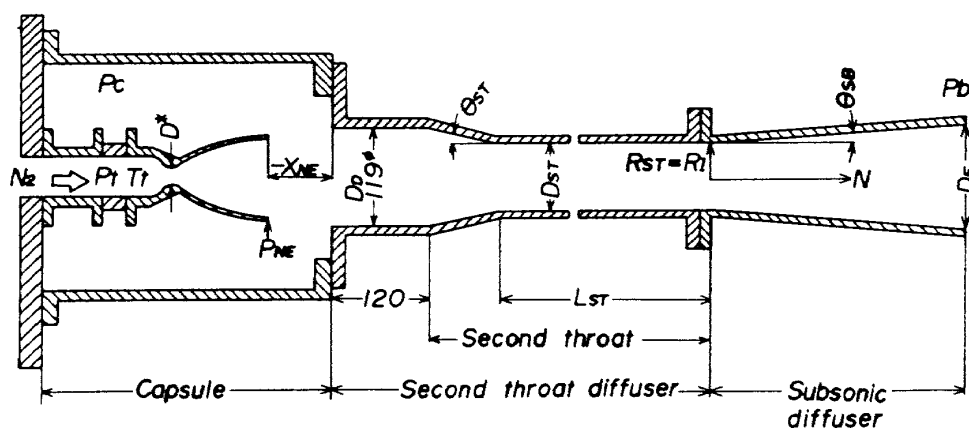 Pc
θST
θSB
Pb
D*
-XNE
DD
119ø
DST
RST=R1
N
DE
N2
Pt
Tt
PNE
120
LST
Second throat
Capsule
Second throat diffuser
Subsonic
diffuser